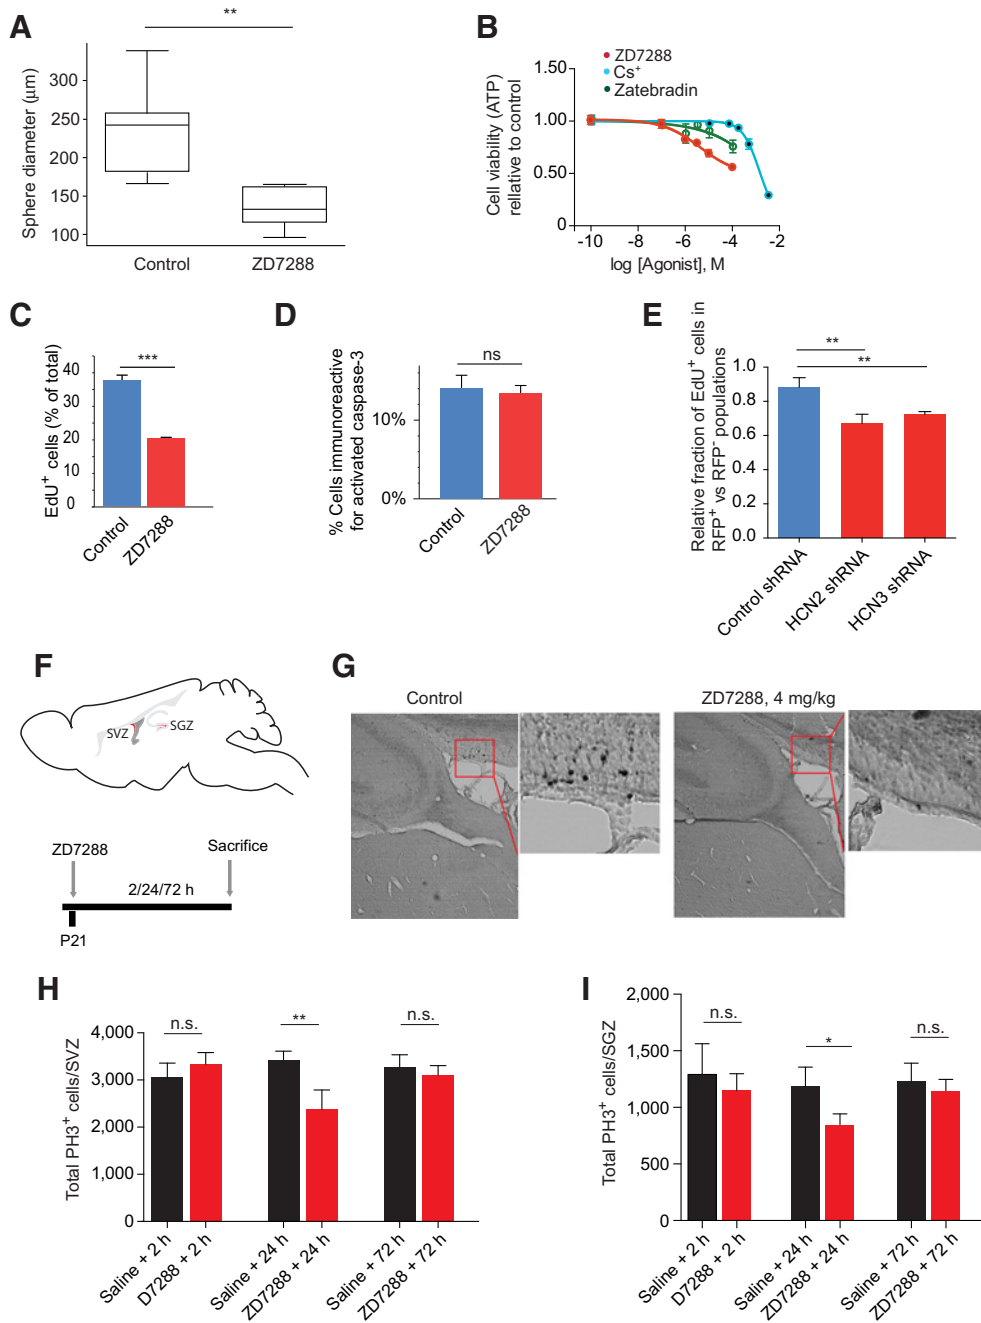 A
**
Sphere diameter (μm)
300
250
200
150
100
Control
ZD7288
B
ZD7288
Cs⁺
Zatebradin
Cell viability (ATP)
rellative to control
1.50
1.00
0.50
0
-10
-8
-6
-4
-2
log [Agonist], M
C
EdU⁺ cells (% of total)
40
30
20
10
0
***
Control
ZD7288
D
% Cells immunoreactive
for activated caspase-3
10%
0%
ns
Control
ZD7288
E
Relative fraction of EdU⁺ cells in
RFP⁺ vs RFP⁻ populations
**
**
1.0
0.8
0.6
0.4
0.2
0.0
Control shRNA
HCN2 shRNA
HCN3 shRNA
F
SVZ
SGZ
ZD7288
Sacrifice
2/24/72 h
P21
G
Control
ZD7288, 4 mg/kg
H
Total PH3⁺ cells/SVZ
4,000
3,000
2,000
1,000
0
n.s.
**
n.s.
Saline + 2 h
D7288 + 2 h
Saline + 24 h
ZD7288 + 24 h
Saline + 72 h
ZD7288 + 72 h
I
Total PH3⁺ cells/SGZ
2,000
1,500
1,000
500
0
n.s.
*
n.s.
Saline + 2 h
D7288 + 2 h
Saline + 24 h
ZD7288 + 24 h
Saline + 72 h
ZD7288 + 72 h